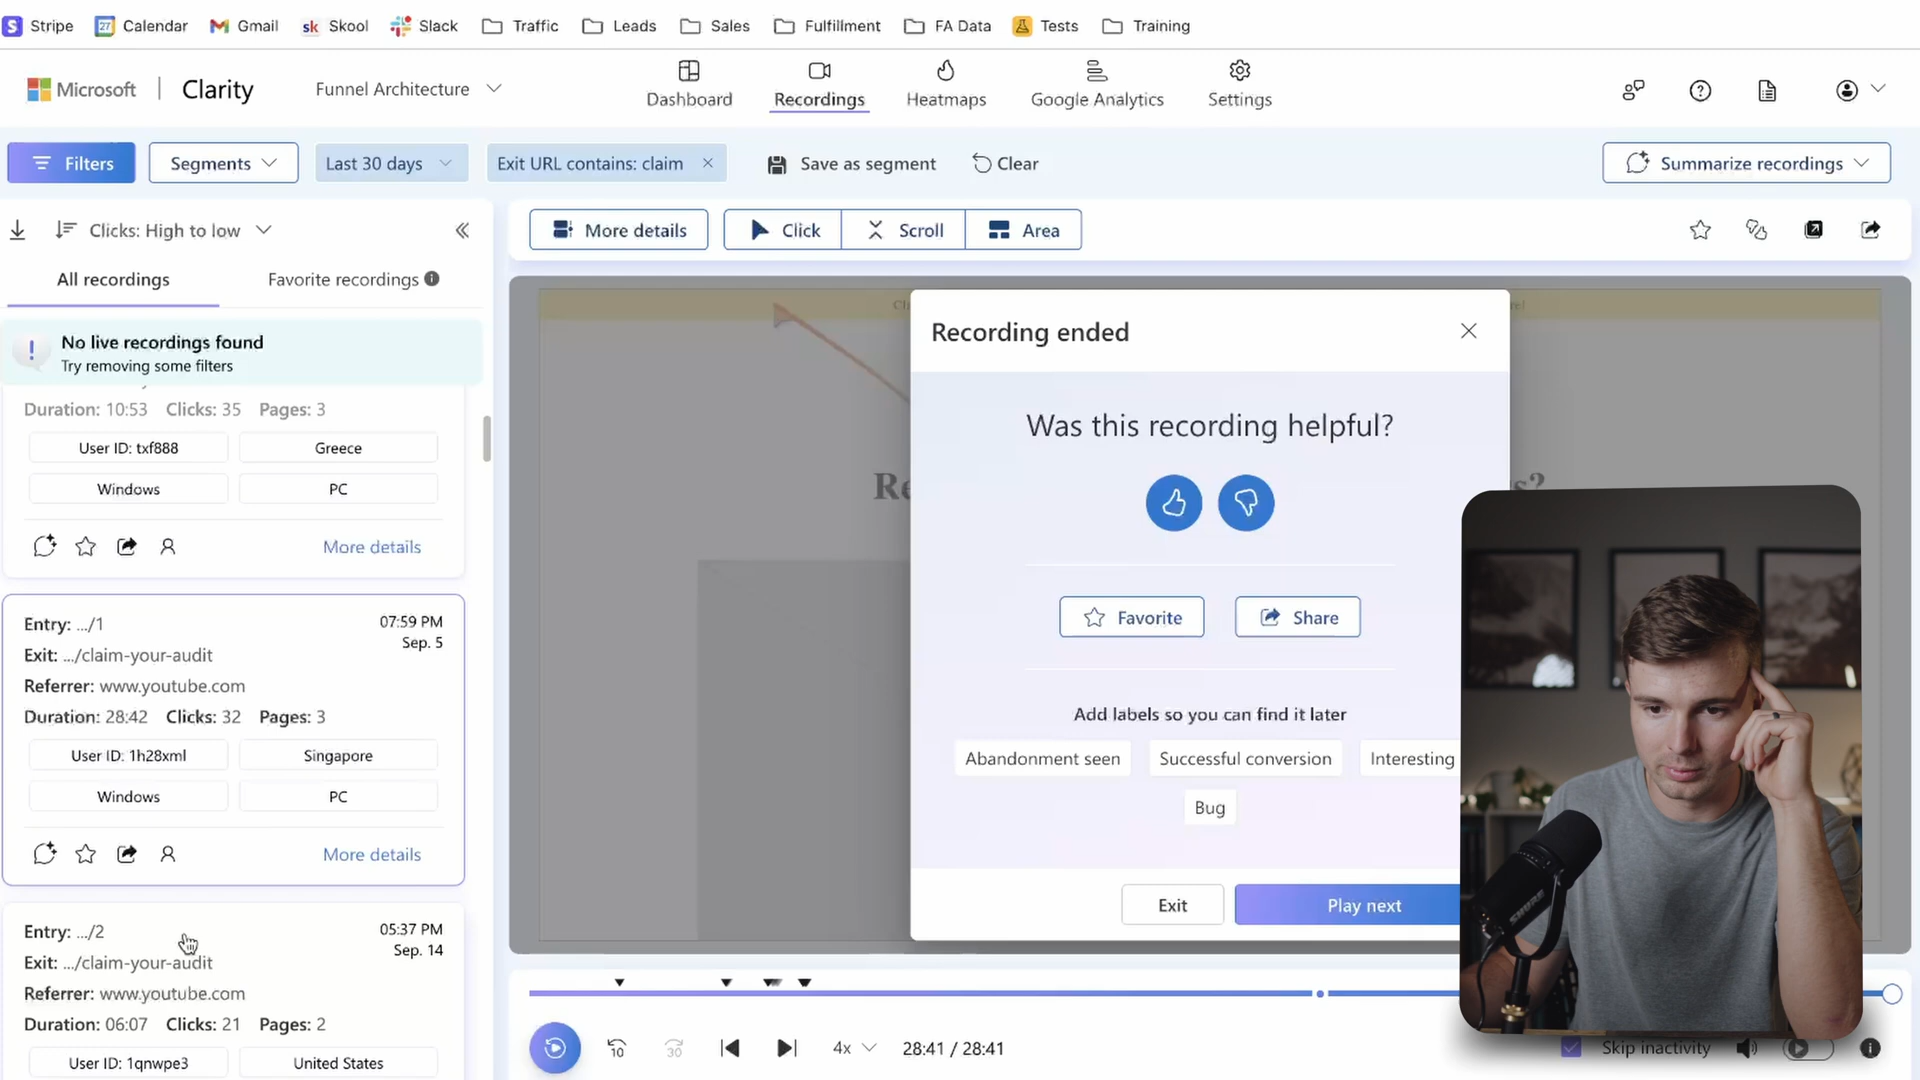 Stripe
27
Calendar
Gmail
sk
Skool
Slack
Traffic
Leads
Sales
Fulfillment
FA Data
Tests
Training
Microsoft
Clarity
Funnel Architecture
Dashboard
Recordings
Heatmaps
Google Analytics
Settings
Filters
Segments
Last 30 days
Exit URL contains: claim
Save as segment
Clear
Summarize recordings
Clicks: High to low
All recordings
Favorite recordings
No live recordings found
Try removing some filters
Duration: 10:53 Clicks: 35 Pages: 3
User ID: txf888
Greece
Windows
PC
More details
Entry: .../1
07:59 PM
Sep. 5
Exit: .../claim-your-audit
Referrer: www.youtube.com
Duration: 28:42 Clicks: 32 Pages: 3
User ID: 1h28xml
Singapore
Windows
PC
More details
Entry: .../2
05:37 PM
Sep. 14
Exit: .../claim-your-audit
Referrer: www.youtube.com
Duration: 06:07 Clicks: 21 Pages: 2
User ID: 1qnwpe3
United States
More details
Click
Scroll
Area
Recording ended
Was this recording helpful?
Favorite
Share
Add labels so you can find it later
Abandonment seen
Successful conversion
Interesting
Bug
Exit
Play next
10
30
4x
28:41 / 28:41
Skip inactivity
SHURE